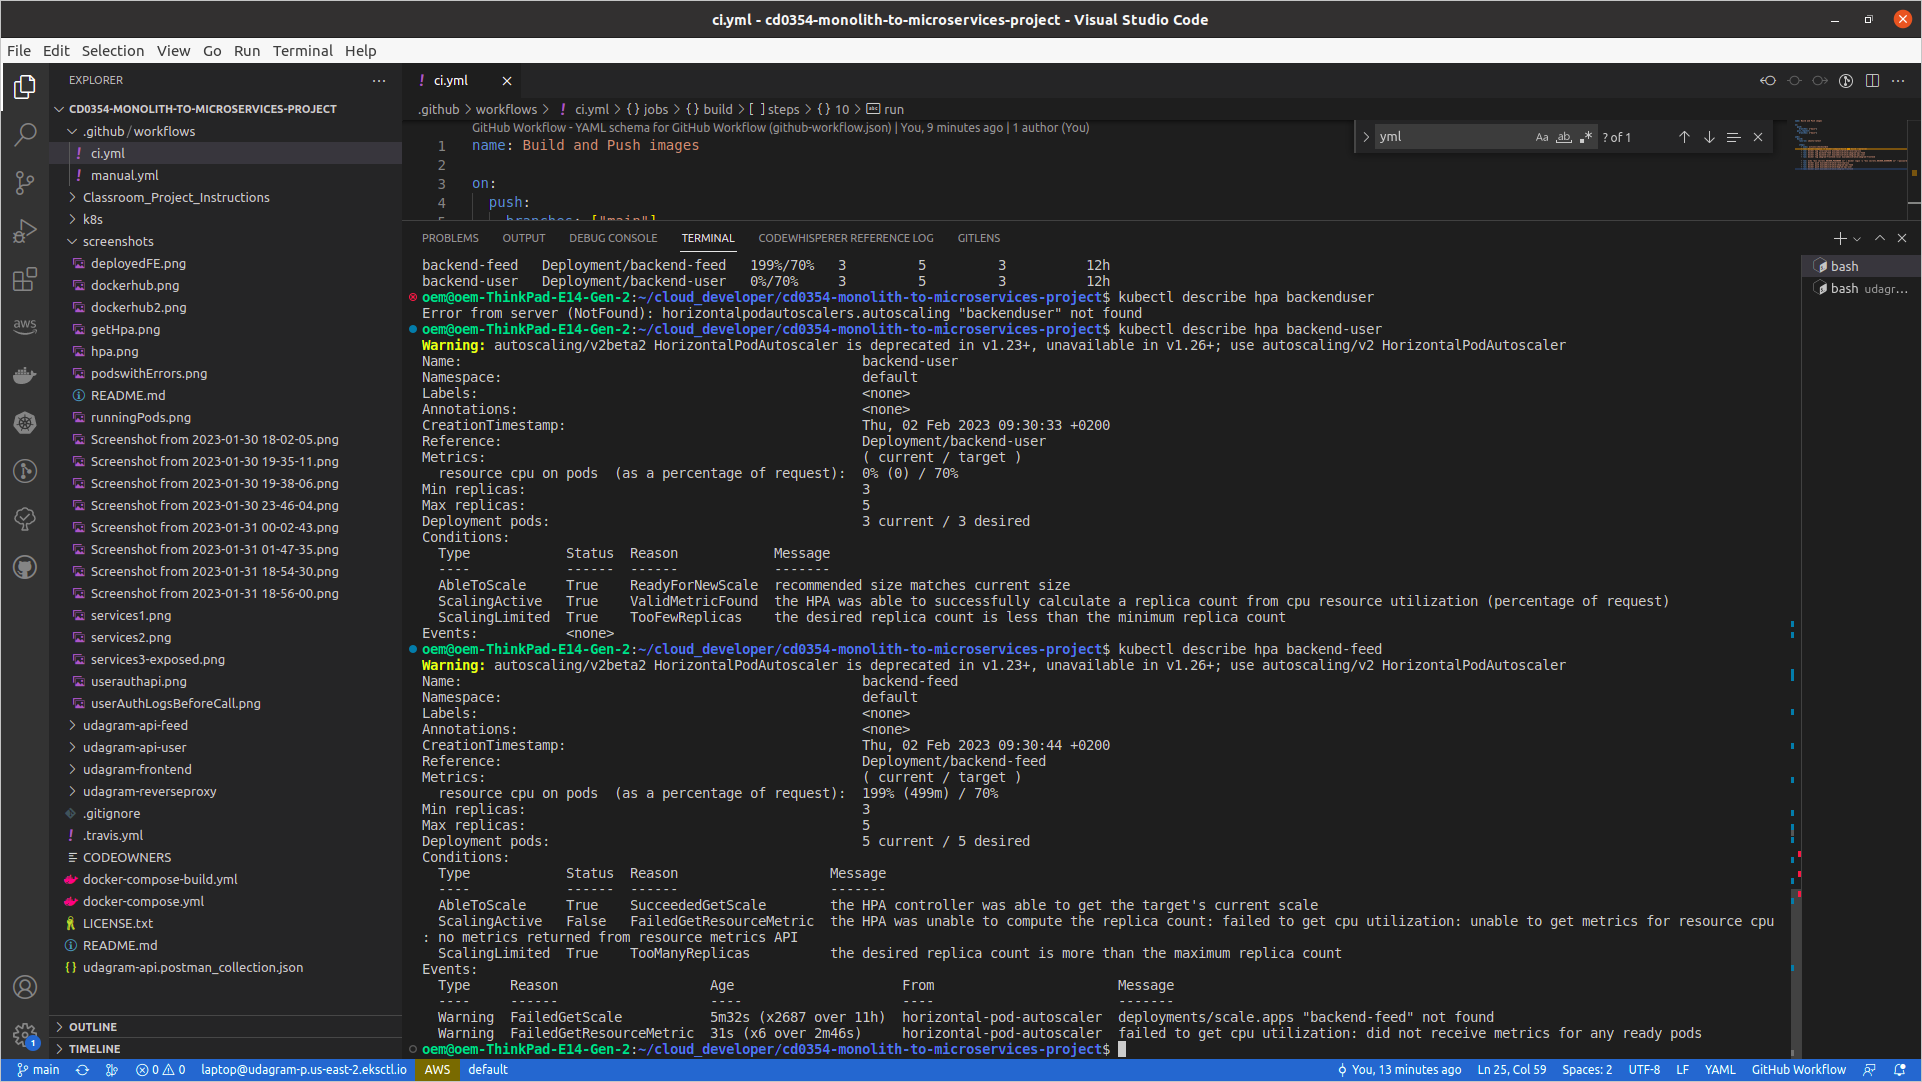 ci.yml - cd0354-monolith-to-microservices-project - Visual Studio Code
File Edit Selection View Go Run Terminal Help
EXPLORER
CD0354-MONOLITH-TO-MICROSERVICES-PROJECT
.github / workflows
ci.yml
manual.yml
Classroom_Project_Instructions
k8s
screenshots
deployedFE.png
dockerhub.png
dockerhub2.png
getHpa.png
hpa.png
podswithErrors.png
README.md
runningPods.png
Screenshot from 2023-01-30 18-02-05.png
Screenshot from 2023-01-30 19-35-11.png
Screenshot from 2023-01-30 19-38-06.png
Screenshot from 2023-01-30 23-46-04.png
Screenshot from 2023-01-31 00-02-43.png
Screenshot from 2023-01-31 01-47-35.png
Screenshot from 2023-01-31 18-54-30.png
Screenshot from 2023-01-31 18-56-00.png
services1.png
services2.png
services3-exposed.png
userauthapi.png
userAuthLogsBeforeCall.png
udagram-api-feed
udagram-api-user
udagram-frontend
udagram-reverseproxy
.gitignore
.travis.yml
CODEOWNERS
docker-compose-build.yml
docker-compose.yml
LICENSE.txt
README.md
udagram-api.postman_collection.json
OUTLINE
TIMELINE
aws
1
ci.yml
.github > workflows > ci.yml > {} jobs > {} build > [ ] steps > {} 10 > abc run
GitHub Workflow - YAML schema for GitHub Workflow (github-workflow.json) | You, 9 minutes ago | 1 author (You)
1 name: Build and Push images
2
3 on:
4 push:
5 branches: ["main"]
yml Aa ab .* ? of 1
PROBLEMS OUTPUT DEBUG CONSOLE TERMINAL CODEWHISPERER REFERENCE LOG GITLENS
bash
bash udagr...
backend-feed Deployment/backend-feed 199%/70% 3 5 3 12h
backend-user Deployment/backend-user 0%/70% 3 5 3 12h
oem@oem-ThinkPad-E14-Gen-2:~/cloud_developer/cd0354-monolith-to-microservices-project$ kubectl describe hpa backenduser
Error from server (NotFound): horizontalpodautoscalers.autoscaling "backenduser" not found
oem@oem-ThinkPad-E14-Gen-2:~/cloud_developer/cd0354-monolith-to-microservices-project$ kubectl describe hpa backend-user
Warning: autoscaling/v2beta2 HorizontalPodAutoscaler is deprecated in v1.23+, unavailable in v1.26+; use autoscaling/v2 HorizontalPodAutoscaler
Name: backend-user
Namespace: default
Labels: <none>
Annotations: <none>
CreationTimestamp: Thu, 02 Feb 2023 09:30:33 +0200
Reference: Deployment/backend-user
Metrics: ( current / target )
resource cpu on pods (as a percentage of request): 0% (0) / 70%
Min replicas: 3
Max replicas: 5
Deployment pods: 3 current / 3 desired
Conditions:
Type Status Reason Message
---- ------ ------ -------
AbleToScale True ReadyForNewScale recommended size matches current size
ScalingActive True ValidMetricFound the HPA was able to successfully calculate a replica count from cpu resource utilization (percentage of request)
ScalingLimited True TooFewReplicas the desired replica count is less than the minimum replica count
Events: <none>
oem@oem-ThinkPad-E14-Gen-2:~/cloud_developer/cd0354-monolith-to-microservices-project$ kubectl describe hpa backend-feed
Warning: autoscaling/v2beta2 HorizontalPodAutoscaler is deprecated in v1.23+, unavailable in v1.26+; use autoscaling/v2 HorizontalPodAutoscaler
Name: backend-feed
Namespace: default
Labels: <none>
Annotations: <none>
CreationTimestamp: Thu, 02 Feb 2023 09:30:44 +0200
Reference: Deployment/backend-feed
Metrics: ( current / target )
resource cpu on pods (as a percentage of request): 199% (499m) / 70%
Min replicas: 3
Max replicas: 5
Deployment pods: 5 current / 5 desired
Conditions:
Type Status Reason Message
---- ------ ------ -------
AbleToScale True SucceededGetScale the HPA controller was able to get the target's current scale
ScalingActive False FailedGetResourceMetric the HPA was unable to compute the replica count: failed to get cpu utilization: unable to get metrics for resource cpu
: no metrics returned from resource metrics API
ScalingLimited True TooManyReplicas the desired replica count is more than the maximum replica count
Events:
Type Reason Age From Message
---- ------ ---- ---- -------
Warning FailedGetScale 5m32s (x2687 over 11h) horizontal-pod-autoscaler deployments/scale.apps "backend-feed" not found
Warning FailedGetResourceMetric 31s (x6 over 2m46s) horizontal-pod-autoscaler failed to get cpu utilization: did not receive metrics for any ready pods
oem@oem-ThinkPad-E14-Gen-2:~/cloud_developer/cd0354-monolith-to-microservices-project$
main 0 0 laptop@udagram-p.us-east-2.eksctl.io AWS default You, 13 minutes ago Ln 25, Col 59 Spaces: 2 UTF-8 LF YAML GitHub Workflow